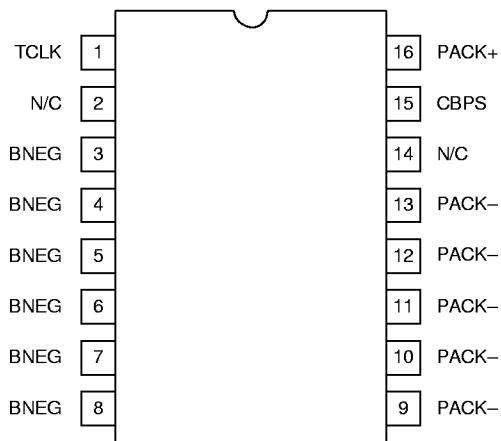 TCLK 1 16 PACK+
N/C 2 15 CBPS
BNEG 3 14 N/C
BNEG 4 13 PACK–
BNEG 5 12 PACK–
BNEG 6 11 PACK–
BNEG 7 10 PACK–
BNEG 8 9 PACK–